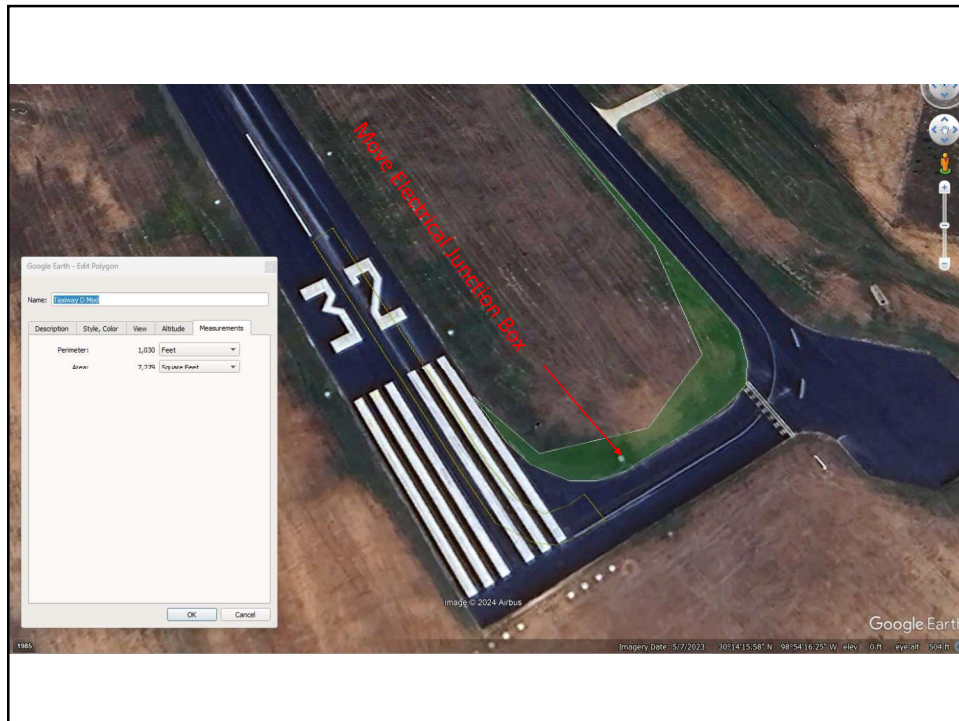 Move Electrical Junction Box
Google Earth - Edit Polygon
Name: Taxiway D Mod
Description Style, Color View Altitude Measurements
Perimeter: 1,030 Feet
Area: 7,279 Square Feet
OK Cancel
32
Image © 2024 Airbus
Google Earth
1985
Imagery Date: 5/7/2023 30°14'15.58" N 98°54'16.25" W elev 0 ft eye alt 504 ft